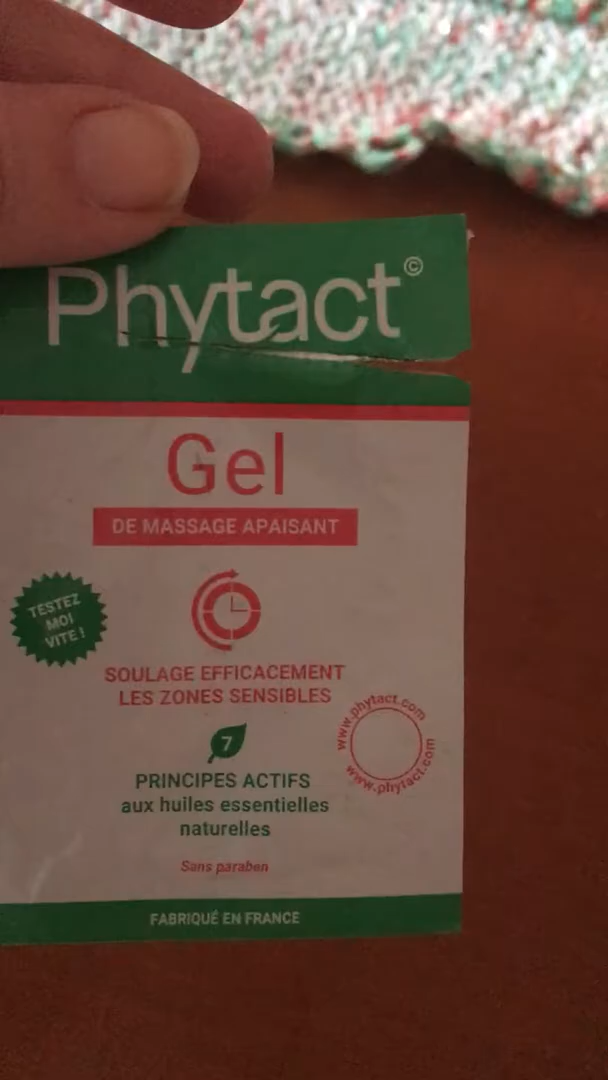 Phytact©
Gel
DE MASSAGE APAISANT
TESTEZ
MOI
VITE !
SOULAGE EFFICACEMENT
LES ZONES SENSIBLES
www.phytact.com
www.phytact.com
7
PRINCIPES ACTIFS
aux huiles essentielles
naturelles
Sans paraben
FABRIQUÉ EN FRANCE